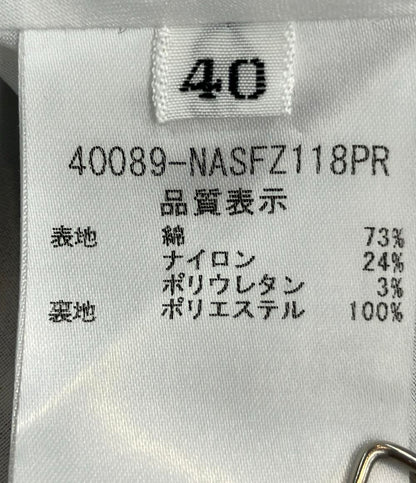 40
40089-NASFZ118PR
品質表示
表地 綿 73%
ナイロン 24%
ポリウレタン 3%
裏地 ポリエステル 100%